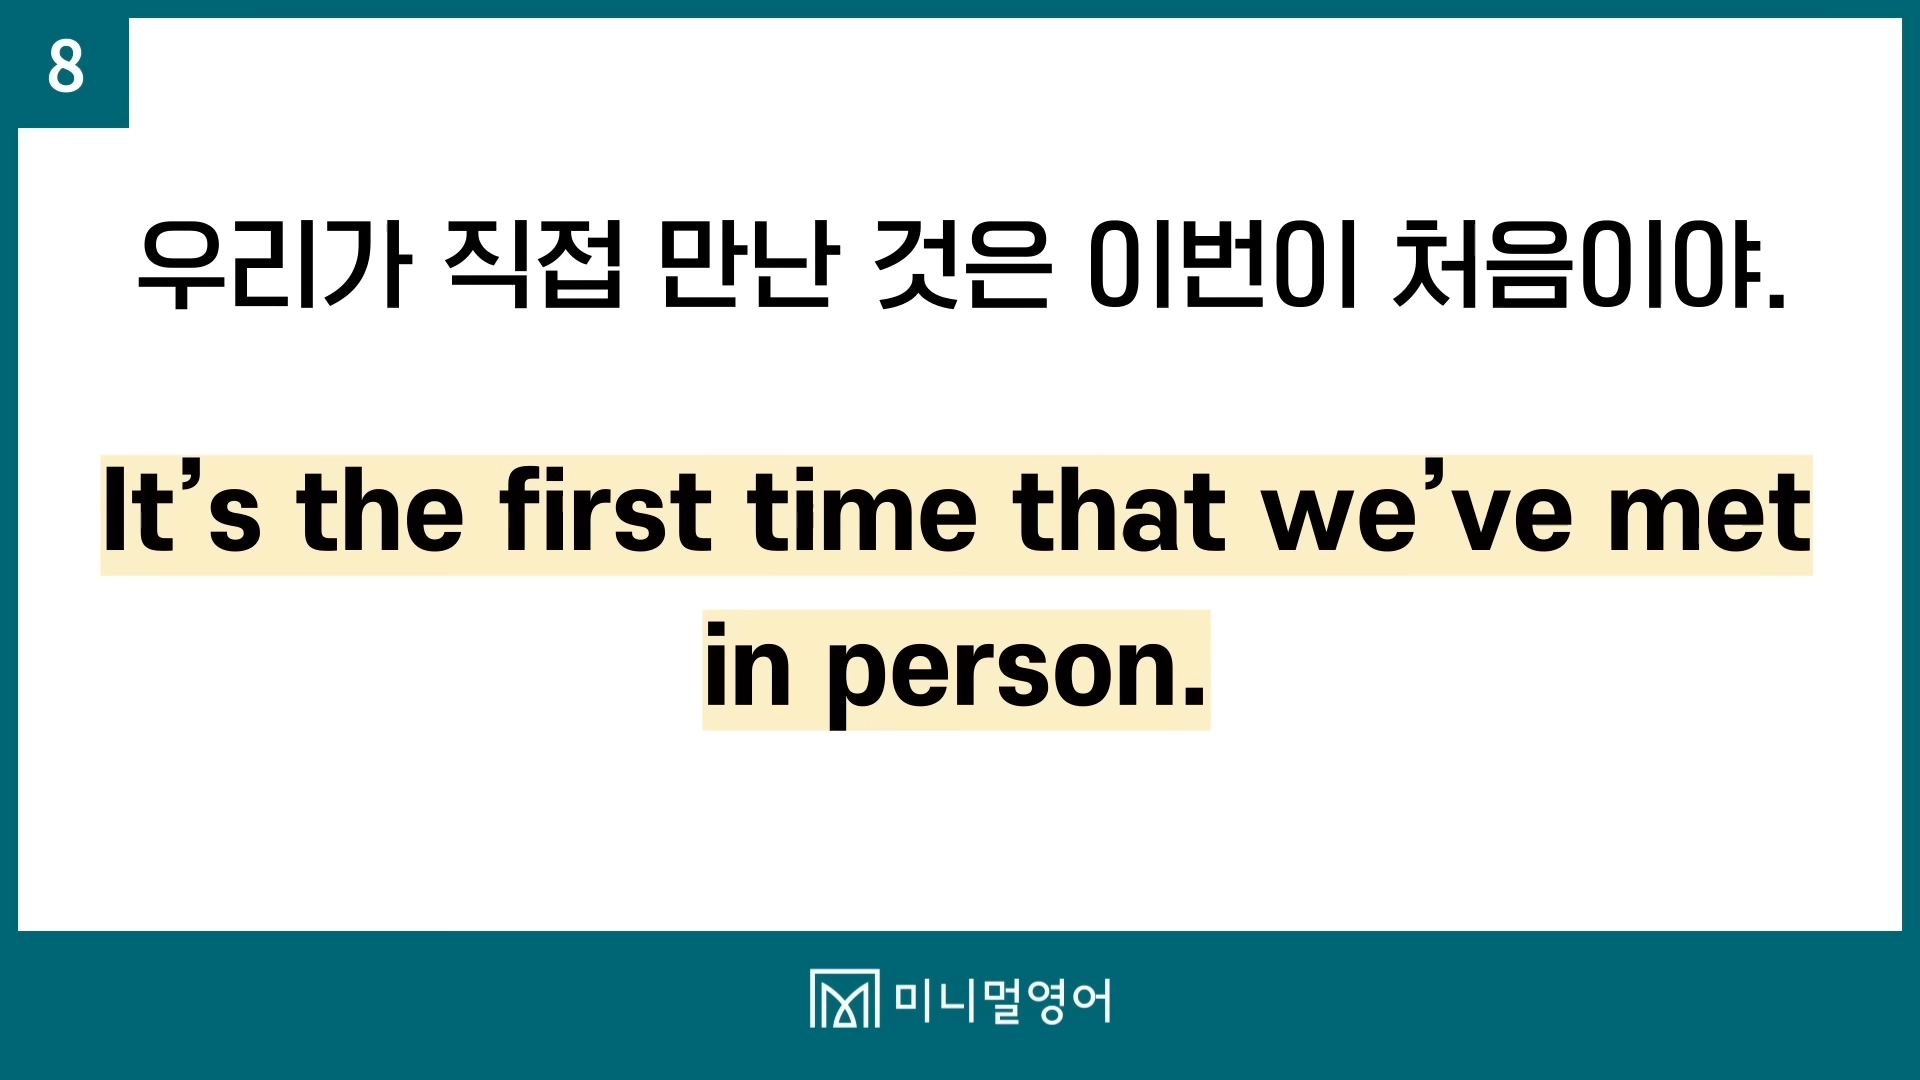 8
우리가 직접 만난 것은 이번이 처음이야.
It’s the first time that we’ve met
in person.
미니멀영어